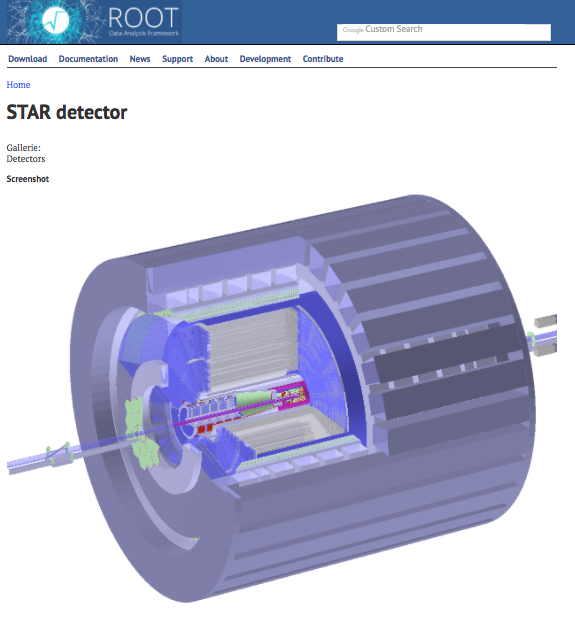 ROOT
Data Analysis Framework
Google Custom Search
Download Documentation News Support About Development Contribute
Home
STAR detector
Gallerie:
Detectors
Screenshot